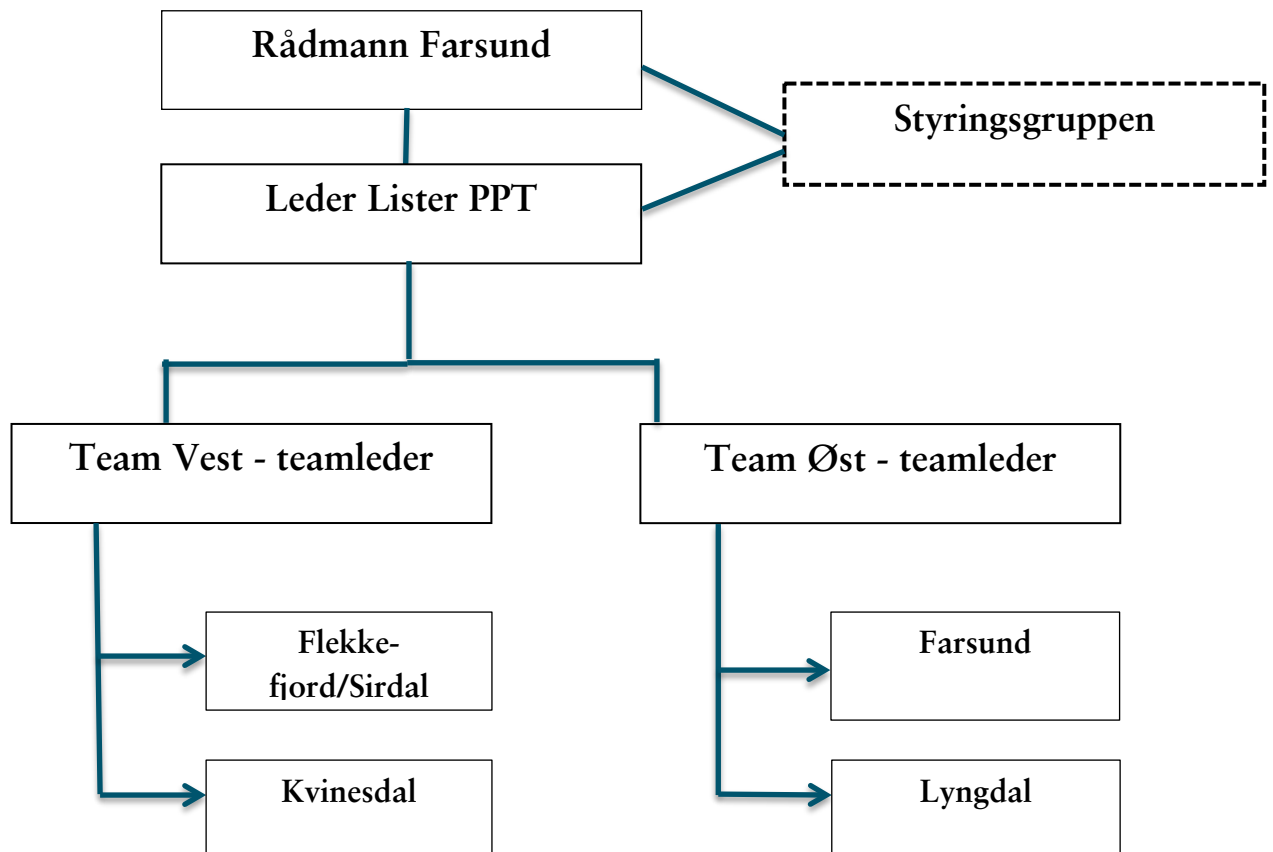 Rådmann Farsund
Styringsgruppen
Leder Lister PPT
Team Vest - teamleder
Team Øst - teamleder
Flekke-
fjord/Sirdal
Farsund
Kvinesdal
Lyngdal